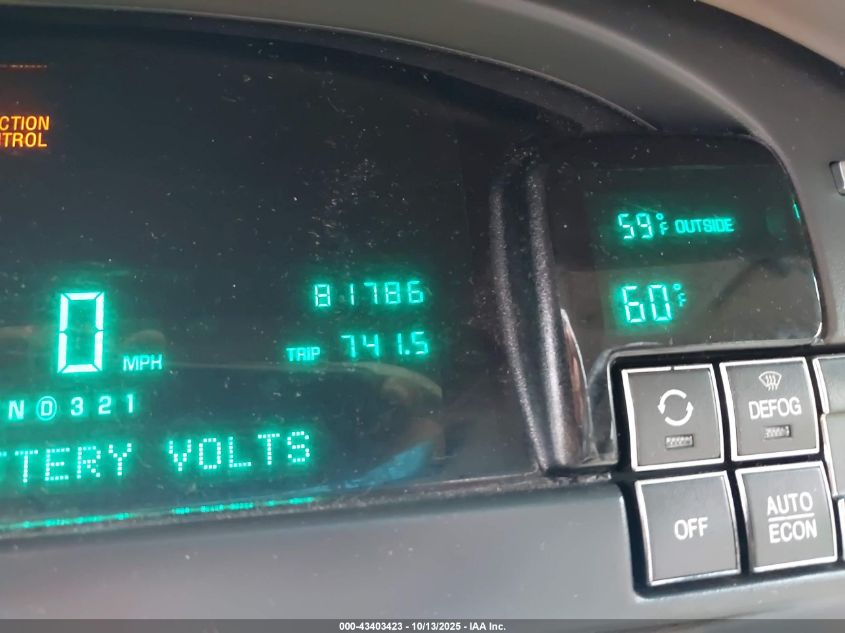 CTION
TROL
59°F OUTSIDE
60°F
81786
0 MPH
TRIP 741.5
N D 3 2 1
TTERY VOLTS
DEFOG
OFF
AUTO
ECON
000-43403423 - 10/13/2025 - IAA Inc.